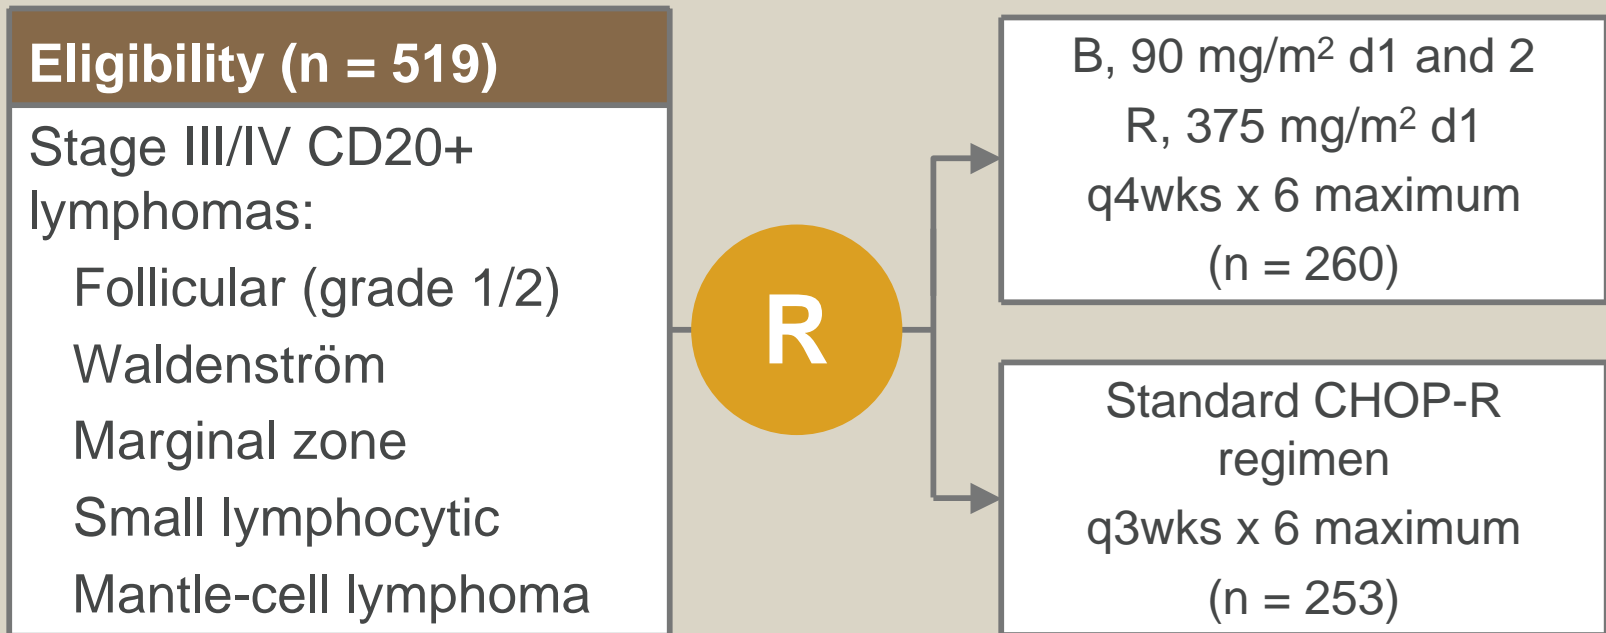 Eligibility (n = 519)
Stage III/IV CD20+
lymphomas:
Follicular (grade 1/2)
Waldenström
Marginal zone
Small lymphocytic
Mantle-cell lymphoma
R
B, 90 mg/m² d1 and 2
R, 375 mg/m² d1
q4wks x 6 maximum
(n = 260)
Standard CHOP-R
regimen
q3wks x 6 maximum
(n = 253)